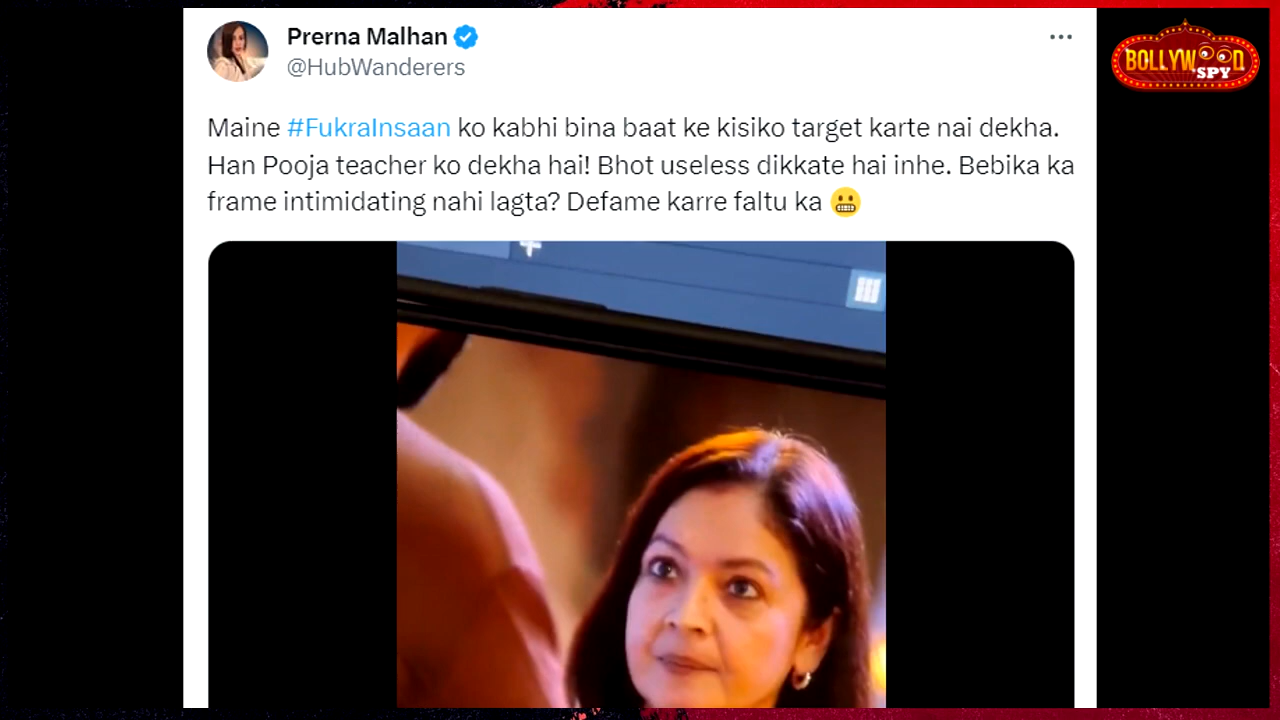 Prerna Malhan
@HubWanderers
BOLLYWOOD
SPY
Maine #FukraInsaan ko kabhi bina baat ke kisiko target karte nai dekha.
Han Pooja teacher ko dekha hai! Bhot useless dikkate hai inhe. Bebika ka
frame intimidating nahi lagta? Defame karre faltu ka 😬